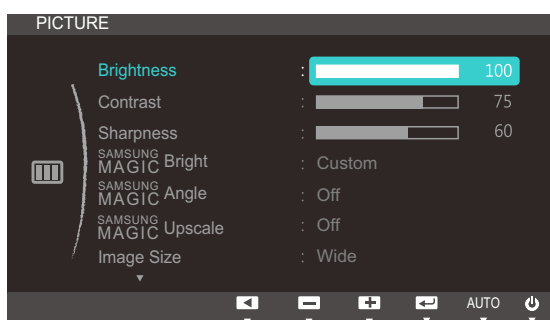 PICTURE
Brightness : 100
Contrast : 75
Sharpness : 60
SAMSUNG MAGIC Bright : Custom
SAMSUNG MAGIC Angle : Off
SAMSUNG MAGIC Upscale : Off
Image Size : Wide
AUTO